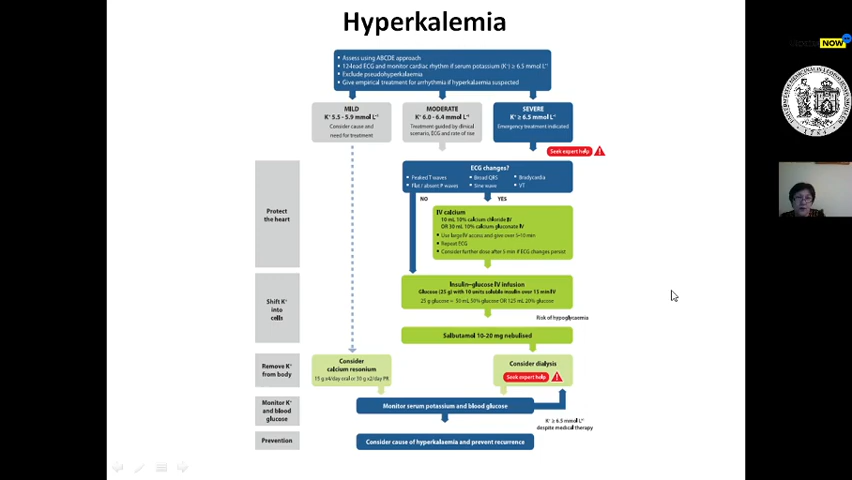 Hyperkalemia
NOW
• Assess using ABCDE approach
• 12-lead ECG and monitor cardiac rhythm if serum potassium (K⁺) ≥ 6.5 mmol L⁻¹
• Exclude pseudohyperkalaemia
• Give empirical treatment for arrhythmia if hyperkalaemia suspected
MILD
K⁺ 5.5 - 5.9 mmol L⁻¹
Consider cause and
need for treatment
MODERATE
K⁺ 6.0 - 6.4 mmol L⁻¹
Treatment guided by clinical
scenario, ECG and rate of rise
SEVERE
K⁺ ≥ 6.5 mmol L⁻¹
Emergency treatment indicated
Seek expert help
ECG changes?
• Peaked T waves
• Broad QRS
• Bradycardia
• Flat / absent P waves
• Sine wave
• VT
NO
YES
Protect
the heart
IV calcium
10 mL 10% calcium chloride IV
OR 30 mL 10% calcium gluconate IV
• Use large IV access and give over 5-10 min
• Repeat ECG
• Consider further dose after 5 min if ECG changes persist
Shift K⁺
into
cells
Insulin–glucose IV infusion
Glucose (25 g) with 10 units soluble insulin over 15 min IV
25 g glucose = 50 mL 50% glucose OR 125 mL 20% glucose
Risk of hypoglycaemia
Salbutamol 10-20 mg nebulised
Remove K⁺
from body
Consider
calcium resonium
15 g x4/day oral or 30 g x2/day PR
Consider dialysis
Seek expert help
Monitor K⁺
and blood
glucose
Monitor serum potassium and blood glucose
K⁺ ≥ 6.5 mmol L⁻¹
despite medical therapy
Prevention
Consider cause of hyperkalaemia and prevent recurrence